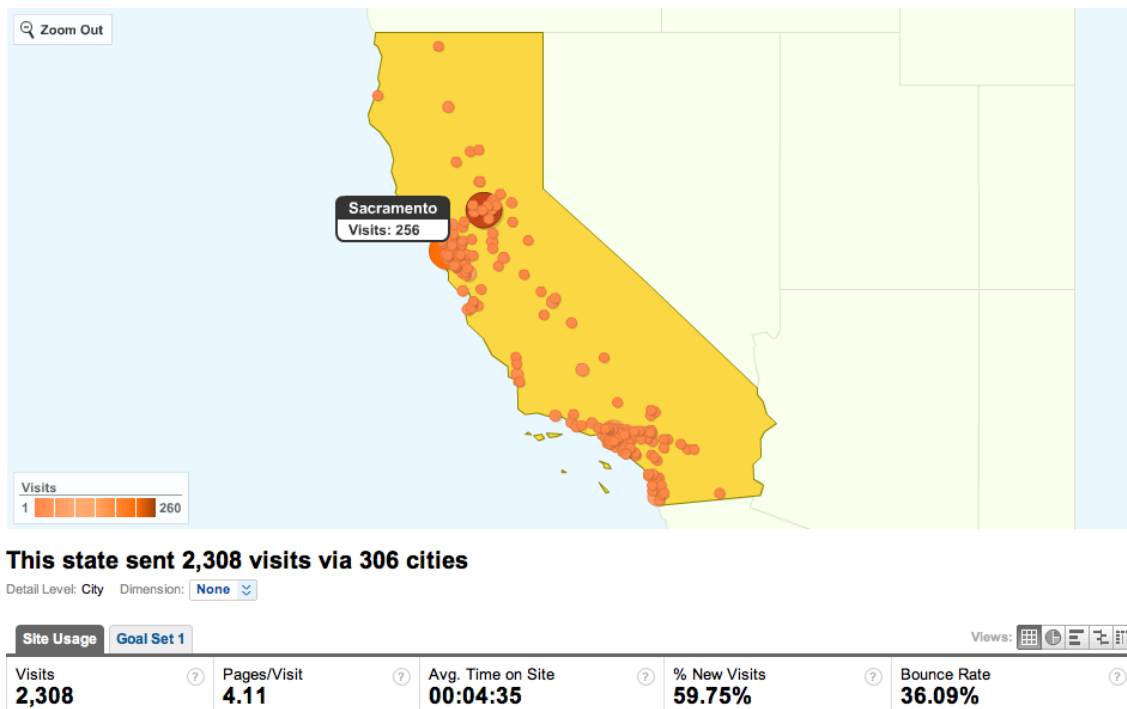 Zoom Out
Sacramento
Visits: 256
Visits
1 260
This state sent 2,308 visits via 306 cities
Detail Level: City Dimension: None
Site Usage Goal Set 1 Views:
Visits ? Pages/Visit ? Avg. Time on Site ? % New Visits ? Bounce Rate ?
2,308 4.11 00:04:35 59.75% 36.09%